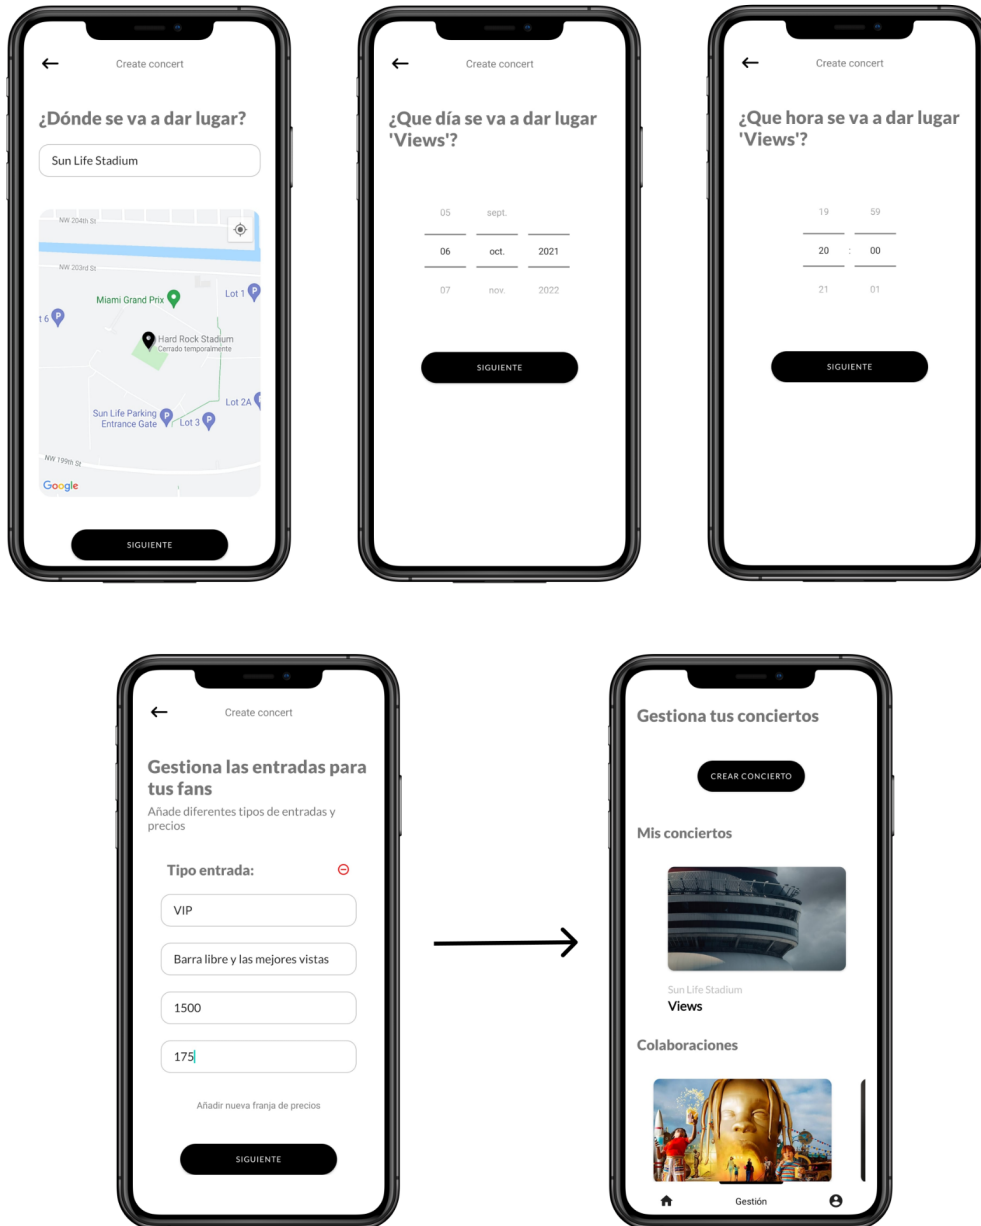 Create concert
¿Dónde se va a dar lugar?
Sun Life Stadium
NW 204th St
NW 203rd St
Miami Grand Prix
Lot 1
t 6
Hard Rock Stadium
Cerrado temporalmente
Lot 2A
Sun Life Parking
Entrance Gate
Lot 3
NW 199th St
Google
SIGUIENTE
Create concert
¿Que día se va a dar lugar
'Views'?
05 sept.
06 oct. 2021
07 nov. 2022
SIGUIENTE
Create concert
¿Que hora se va a dar lugar
'Views'?
19 59
20 : 00
21 01
SIGUIENTE
Create concert
Gestiona las entradas para
tus fans
Añade diferentes tipos de entradas y
precios
Tipo entrada:
VIP
Barra libre y las mejores vistas
1500
175
Añadir nueva franja de precios
SIGUIENTE
Gestiona tus conciertos
CREAR CONCIERTO
Mis conciertos
Sun Life Stadium
Views
Colaboraciones
Gestión